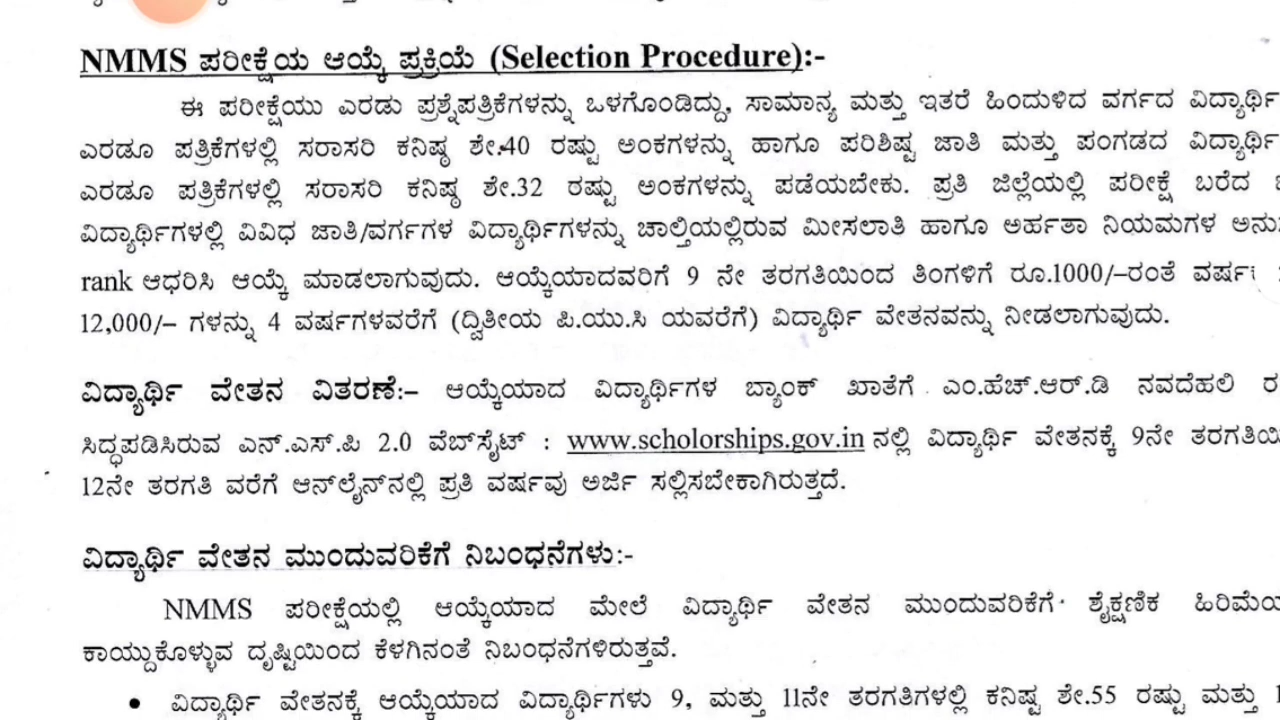 NMMS ಪರೀಕ್ಷೆಯ ಆಯ್ಕೆ ಪ್ರಕ್ರಿಯೆ (Selection Procedure):-
ಈ ಪರೀಕ್ಷೆಯು ಎರಡು ಪ್ರಶ್ನೆಪತ್ರಿಕೆಗಳನ್ನು ಒಳಗೊಂಡಿದ್ದು, ಸಾಮಾನ್ಯ ಮತ್ತು ಇತರೆ ಹಿಂದುಳಿದ ವರ್ಗದ ವಿದ್ಯಾರ್ಥಿ
ಎರಡೂ ಪತ್ರಿಕೆಗಳಲ್ಲಿ ಸರಾಸರಿ ಕನಿಷ್ಠ ಶೇ.40 ರಷ್ಟು ಅಂಕಗಳನ್ನು ಹಾಗೂ ಪರಿಶಿಷ್ಟ ಜಾತಿ ಮತ್ತು ಪಂಗಡದ ವಿದ್ಯಾರ್ಥಿ
ಎರಡೂ ಪತ್ರಿಕೆಗಳಲ್ಲಿ ಸರಾಸರಿ ಕನಿಷ್ಠ ಶೇ.32 ರಷ್ಟು ಅಂಕಗಳನ್ನು ಪಡೆಯಬೇಕು. ಪ್ರತಿ ಜಿಲ್ಲೆಯಲ್ಲಿ ಪರೀಕ್ಷೆ ಬರೆದ
ವಿದ್ಯಾರ್ಥಿಗಳಲ್ಲಿ ವಿವಿಧ ಜಾತಿ/ವರ್ಗಗಳ ವಿದ್ಯಾರ್ಥಿಗಳನ್ನು ಚಾಲ್ತಿಯಲ್ಲಿರುವ ಮೀಸಲಾತಿ ಹಾಗೂ ಅರ್ಹತಾ ನಿಯಮಗಳ
rank ಆಧರಿಸಿ ಆಯ್ಕೆ ಮಾಡಲಾಗುವುದು. ಆಯ್ಕೆಯಾದವರಿಗೆ 9 ನೇ ತರಗತಿಯಿಂದ ತಿಂಗಳಿಗೆ ರೂ.1000/-ರಂತೆ
12,000/- ಗಳನ್ನು 4 ವರ್ಷಗಳವರೆಗೆ (ದ್ವಿತೀಯ ಪಿ.ಯು.ಸಿ ಯವರೆಗೆ) ವಿದ್ಯಾರ್ಥಿ ವೇತನವನ್ನು ನೀಡಲಾಗುವುದು.
ವಿದ್ಯಾರ್ಥಿ ವೇತನ ವಿತರಣೆ:- ಆಯ್ಕೆಯಾದ ವಿದ್ಯಾರ್ಥಿಗಳ ಬ್ಯಾಂಕ್ ಖಾತೆಗೆ ಎಂ.ಹೆಚ್.ಆರ್.ಡಿ ನವದೆಹಲಿ
ಸಿದ್ಧಪಡಿಸಿರುವ ಎನ್.ಎಸ್.ಪಿ 2.0 ವೆಬ್‌ಸೈಟ್ : www.scholorships.gov.in ನಲ್ಲಿ ವಿದ್ಯಾರ್ಥಿ ವೇತನಕ್ಕೆ 9ನೇ
12ನೇ ತರಗತಿ ವರೆಗೆ ಆನ್‌ಲೈನ್‌ನಲ್ಲಿ ಪ್ರತಿ ವರ್ಷವು ಅರ್ಜಿ ಸಲ್ಲಿಸಬೇಕಾಗಿರುತ್ತದೆ.
ವಿದ್ಯಾರ್ಥಿ ವೇತನ ಮುಂದುವರಿಕೆಗೆ ನಿಬಂಧನೆಗಳು:-
NMMS ಪರೀಕ್ಷೆಯಲ್ಲಿ ಆಯ್ಕೆಯಾದ ಮೇಲೆ ವಿದ್ಯಾರ್ಥಿ ವೇತನ ಮುಂದುವರಿಕೆಗೆ ಶೈಕ್ಷಣಿಕ
ಕಾಯ್ದುಕೊಳ್ಳುವ ದೃಷ್ಟಿಯಿಂದ ಕೆಳಗಿನಂತೆ ನಿಬಂಧನೆಗಳಿರುತ್ತವೆ.
• ವಿದ್ಯಾರ್ಥಿ ವೇತನಕ್ಕೆ ಆಯ್ಕೆಯಾದ ವಿದ್ಯಾರ್ಥಿಗಳು 9, ಮತ್ತು 11ನೇ ತರಗತಿಗಳಲ್ಲಿ ಕನಿಷ್ಟ ಶೇ.55 ರಷ್ಟು ಮತ್ತು